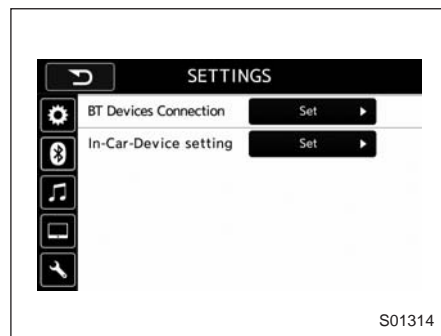 SETTINGS
BT Devices Connection Set
In-Car-Device setting Set
S01314